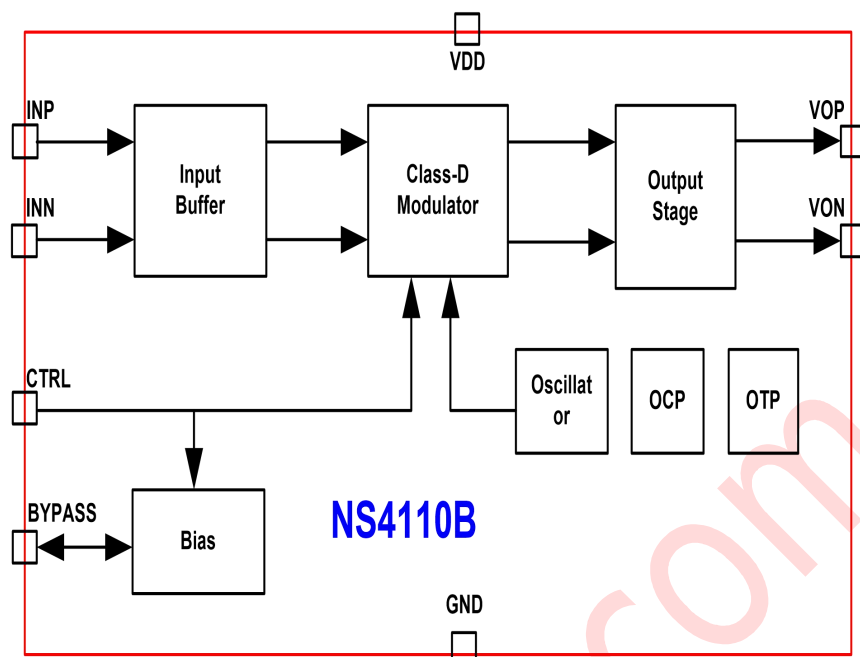 VDD
INP
VOP
Input
Buffer
Class-D
Modulator
Output
Stage
INN
VON
CTRL
Oscillat
or
OCP
OTP
BYPASS
Bias
NS4110B
GND
com